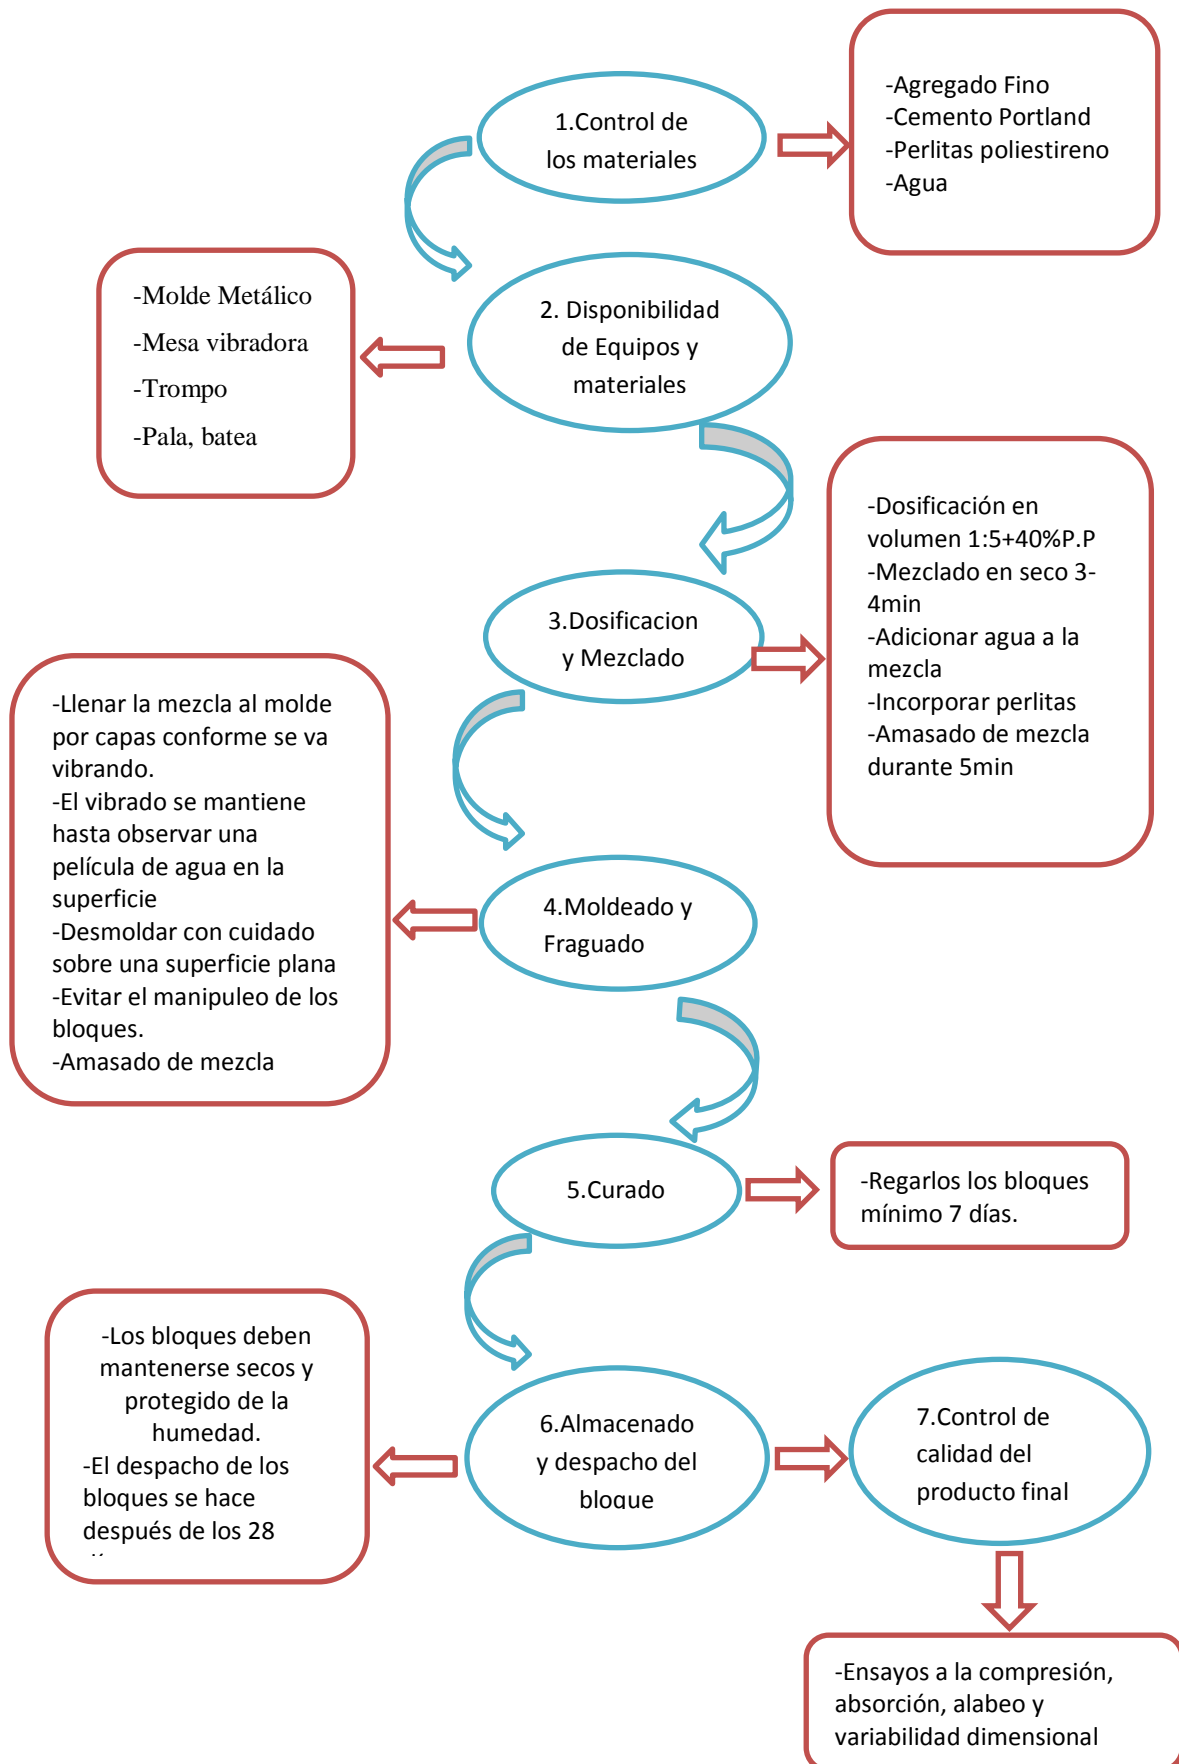 1.Control de
los materiales
-Agregado Fino
-Cemento Portland
-Perlitas poliestireno
-Agua
2. Disponibilidad
de Equipos y
materiales
-Molde Metálico
-Mesa vibradora
-Trompo
-Pala, batea
3.Dosificacion
y Mezclado
-Dosificación en
volumen 1:5+40%P.P
-Mezclado en seco 3-
4min
-Adicionar agua a la
mezcla
-Incorporar perlitas
-Amasado de mezcla
durante 5min
4.Moldeado y
Fraguado
-Llenar la mezcla al molde
por capas conforme se va
vibrando.
-El vibrado se mantiene
hasta observar una
película de agua en la
superficie
-Desmoldar con cuidado
sobre una superficie plana
-Evitar el manipuleo de los
bloques.
-Amasado de mezcla
5.Curado
-Regarlos los bloques
mínimo 7 días.
6.Almacenado
y despacho del
bloque
-Los bloques deben
mantenerse secos y
protegido de la
humedad.
-El despacho de los
bloques se hace
después de los 28
7.Control de
calidad del
producto final
-Ensayos a la compresión,
absorción, alabeo y
variabilidad dimensional